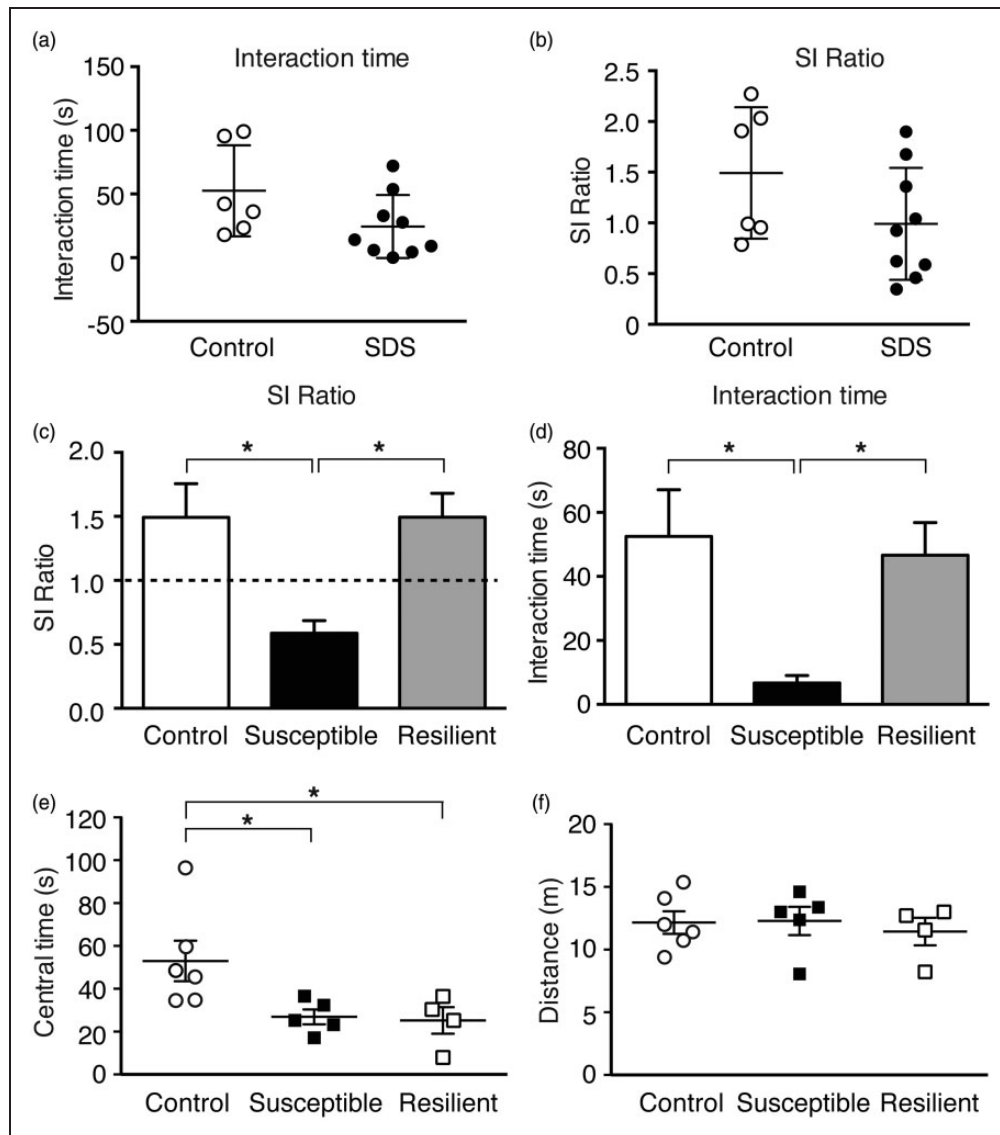 (a)
Interaction time
Interaction time (s)
150
100
50
0
-50
Control
SDS
(b)
SI Ratio
SI Ratio
2.5
2.0
1.5
1.0
0.5
0
Control
SDS
(c)
SI Ratio
SI Ratio
2.0
1.5
1.0
0.5
0.0
*
*
Control
Susceptible
Resilient
(d)
Interaction time
Interaction time (s)
80
60
40
20
0
*
*
Control
Susceptible
Resilient
(e)
Central time (s)
120
100
80
60
40
20
0
*
*
Control
Susceptible
Resilient
(f)
Distance (m)
20
15
10
5
0
Control
Susceptible
Resilient